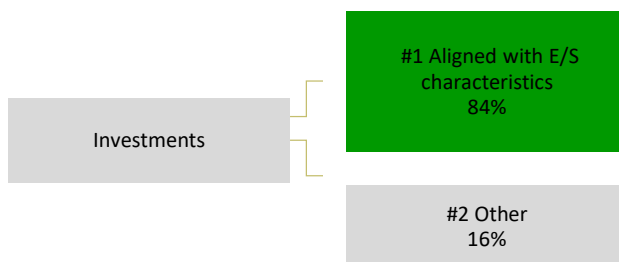 Investments
#1 Aligned with E/S
characteristics
84%
#2 Other
16%